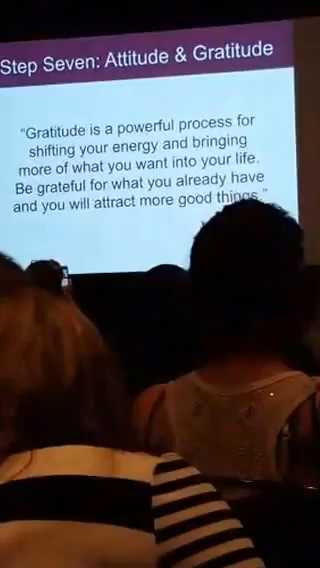 Step Seven: Attitude & Gratitude
"Gratitude is a powerful process for
shifting your energy and bringing
more of what you want into your life.
Be grateful for what you already have
and you will attract more good things."